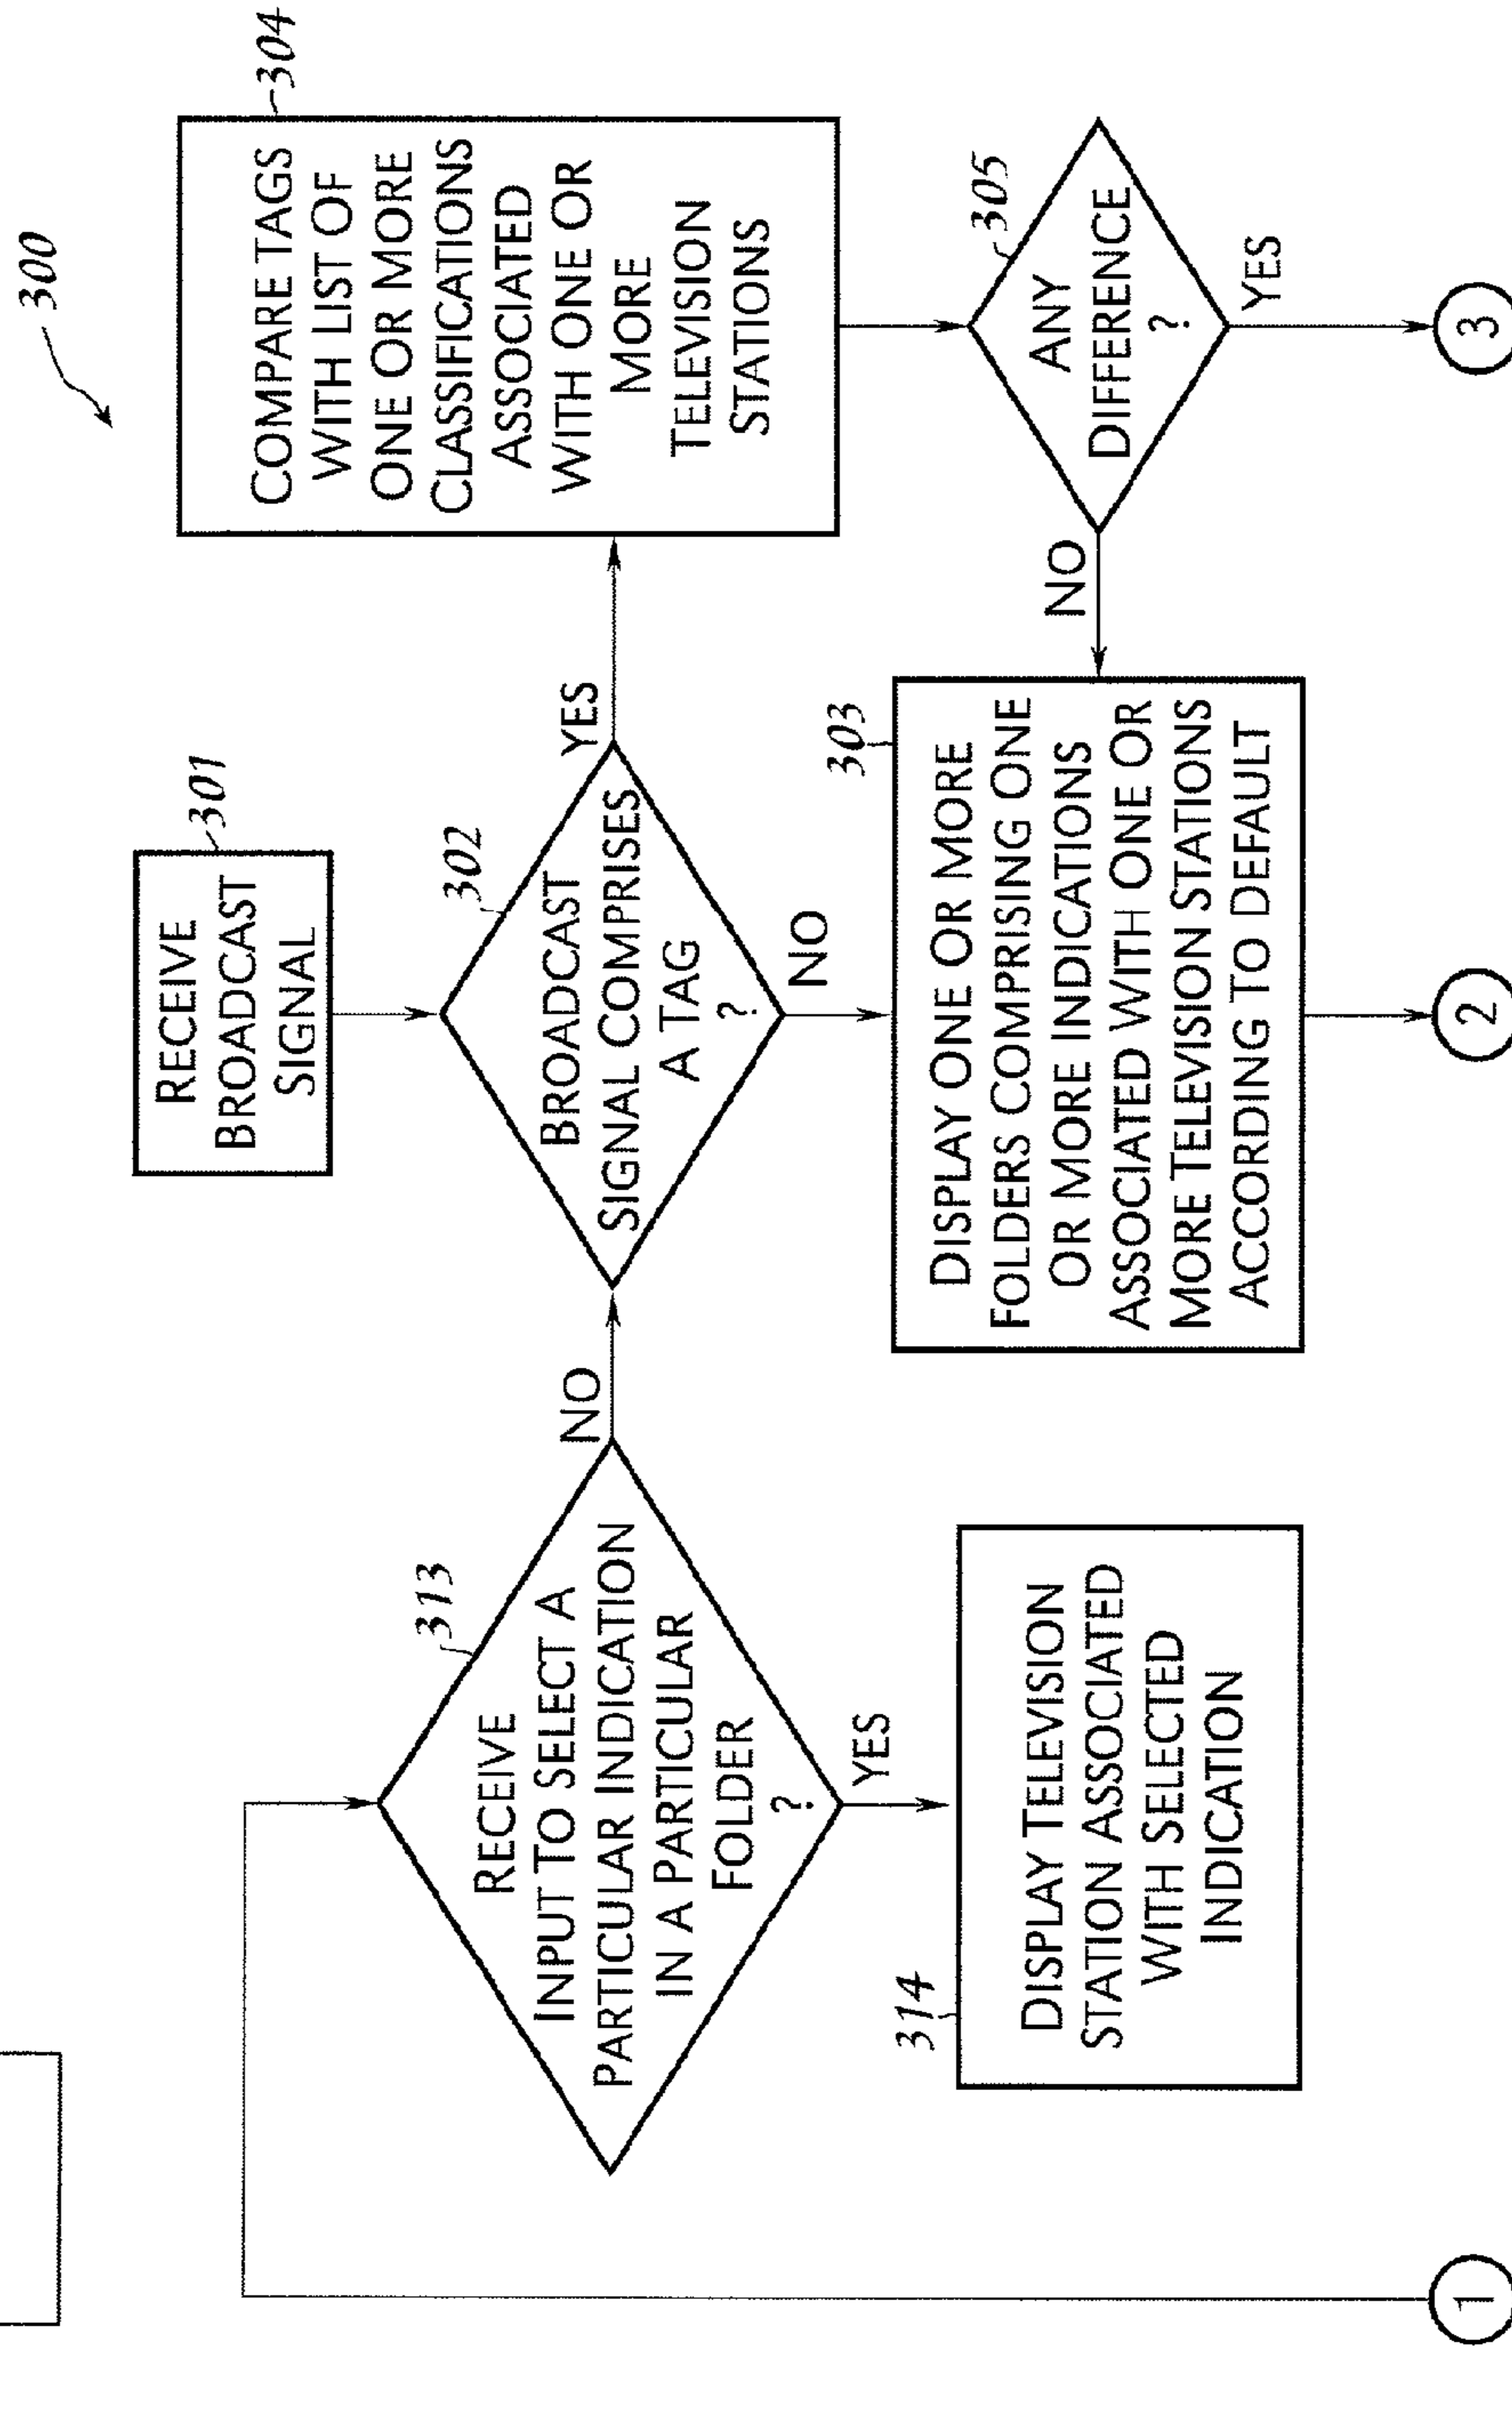 300
301
RECEIVE
BROADCAST
SIGNAL
304
COMPARE TAGS
WITH LIST OF
ONE OR MORE
CLASSIFICATIONS
ASSOCIATED
WITH ONE OR
MORE
TELEVISION
STATIONS
313
RECEIVE
INPUT TO SELECT A
PARTICULAR INDICATION
IN A PARTICULAR
FOLDER
?
NO
YES
302
BROADCAST
SIGNAL COMPRISES
A TAG
?
YES
NO
314
DISPLAY TELEVISION
STATION ASSOCIATED
WITH SELECTED
INDICATION
303
DISPLAY ONE OR MORE
FOLDERS COMPRISING ONE
OR MORE INDICATIONS
ASSOCIATED WITH ONE OR
MORE TELEVISION STATIONS
ACCORDING TO DEFAULT
305
ANY
DIFFERENCE
?
NO
YES
1
2
3